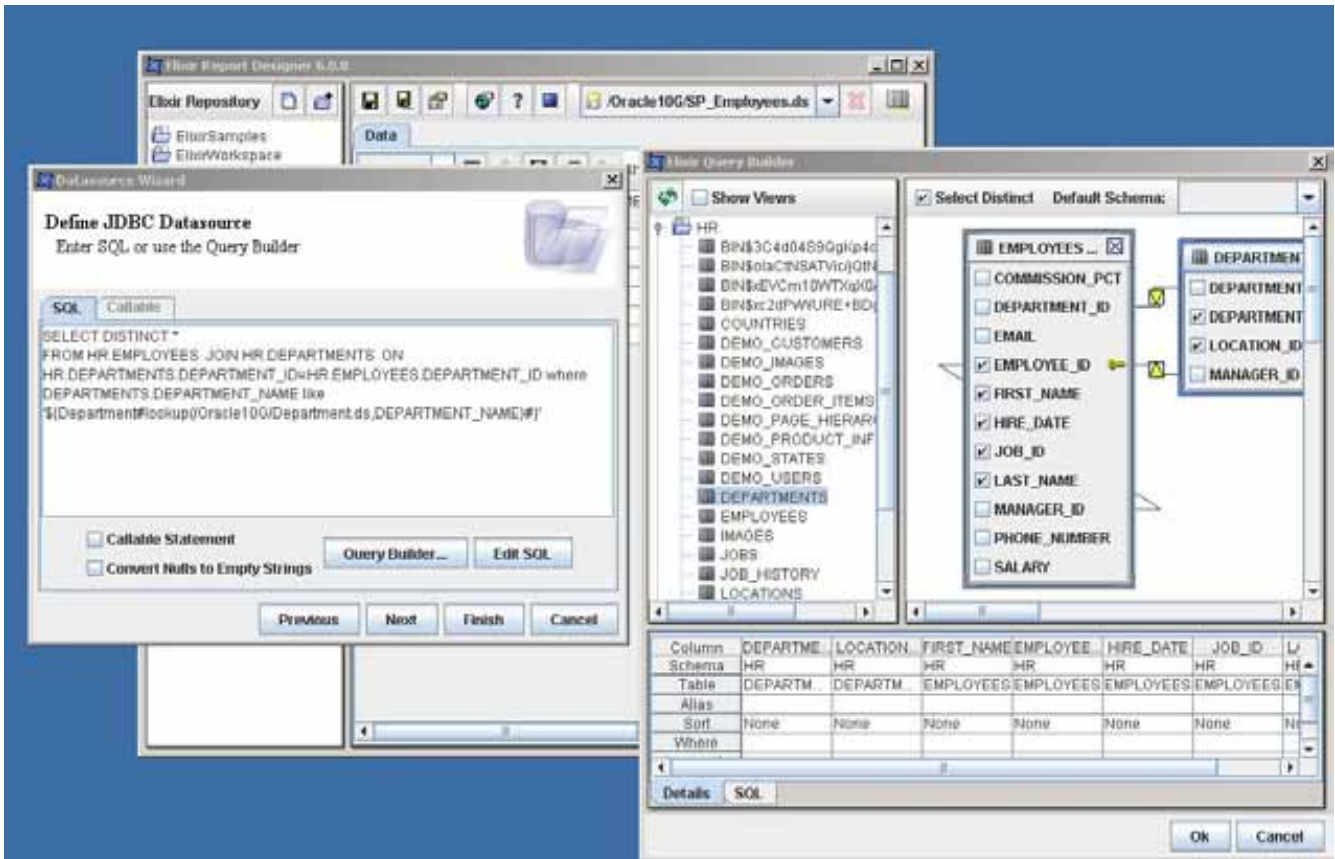 Elixir Report Designer 6.0.0
Elixir Repository
?
/Oracle10G/SP_Employees.ds
ElixirSamples
ElixirWorkspace
Data
Datasource Wizard
Define JDBC Datasource
Enter SQL or use the Query Builder
SQL
Callable
SELECT DISTINCT *
FROM HR.EMPLOYEES JOIN HR.DEPARTMENTS ON
HR.DEPARTMENTS.DEPARTMENT_ID=HR.EMPLOYEES.DEPARTMENT_ID where
DEPARTMENTS.DEPARTMENT_NAME like
'${Department#lookup(/Oracle10G/Department.ds,DEPARTMENT_NAME)#}'
Callable Statement
Convert Nulls to Empty Strings
Query Builder...
Edit SQL
Previous
Next
Finish
Cancel
Elixir Query Builder
Show Views
HR
COUNTRIES
DEMO_CUSTOMERS
DEMO_IMAGES
DEMO_ORDERS
DEMO_ORDER_ITEMS
DEMO_PAGE_HIERAR
DEMO_PRODUCT_INF
DEMO_STATES
DEMO_USERS
DEPARTMENTS
EMPLOYEES
IMAGES
JOBS
JOB_HISTORY
LOCATIONS
Select Distinct
Default Schema:
EMPLOYEES ...
COMMISSION_PCT
DEPARTMENT_ID
EMAIL
EMPLOYEE_ID
FIRST_NAME
HIRE_DATE
JOB_ID
LAST_NAME
MANAGER_ID
PHONE_NUMBER
SALARY
DEPARTMENT
DEPARTMENT
DEPARTMENT
LOCATION_ID
MANAGER_ID
Column DEPARTME... LOCATION... FIRST_NAME EMPLOYEE... HIRE_DATE JOB_ID
Schema HR HR HR HR HR HR
Table DEPARTM... DEPARTM... EMPLOYEES EMPLOYEES EMPLOYEES EMPLOYEES
Alias
Sort None None None None None None
Where
Details
SQL
Ok
Cancel